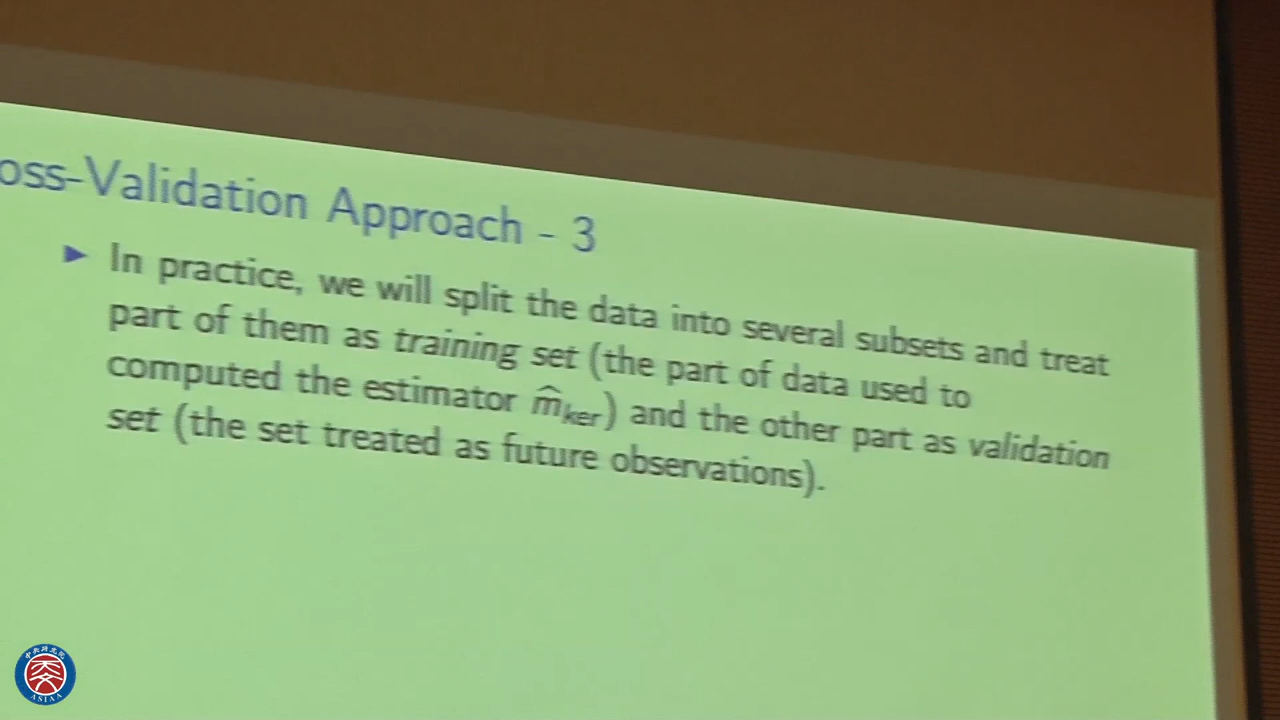 oss-Validation Approach - 3
In practice, we will split the data into several subsets and treat
part of them as training set (the part of data used to
computed the estimator m̂ker) and the other part as validation
set (the set treated as future observations).
ASIAA